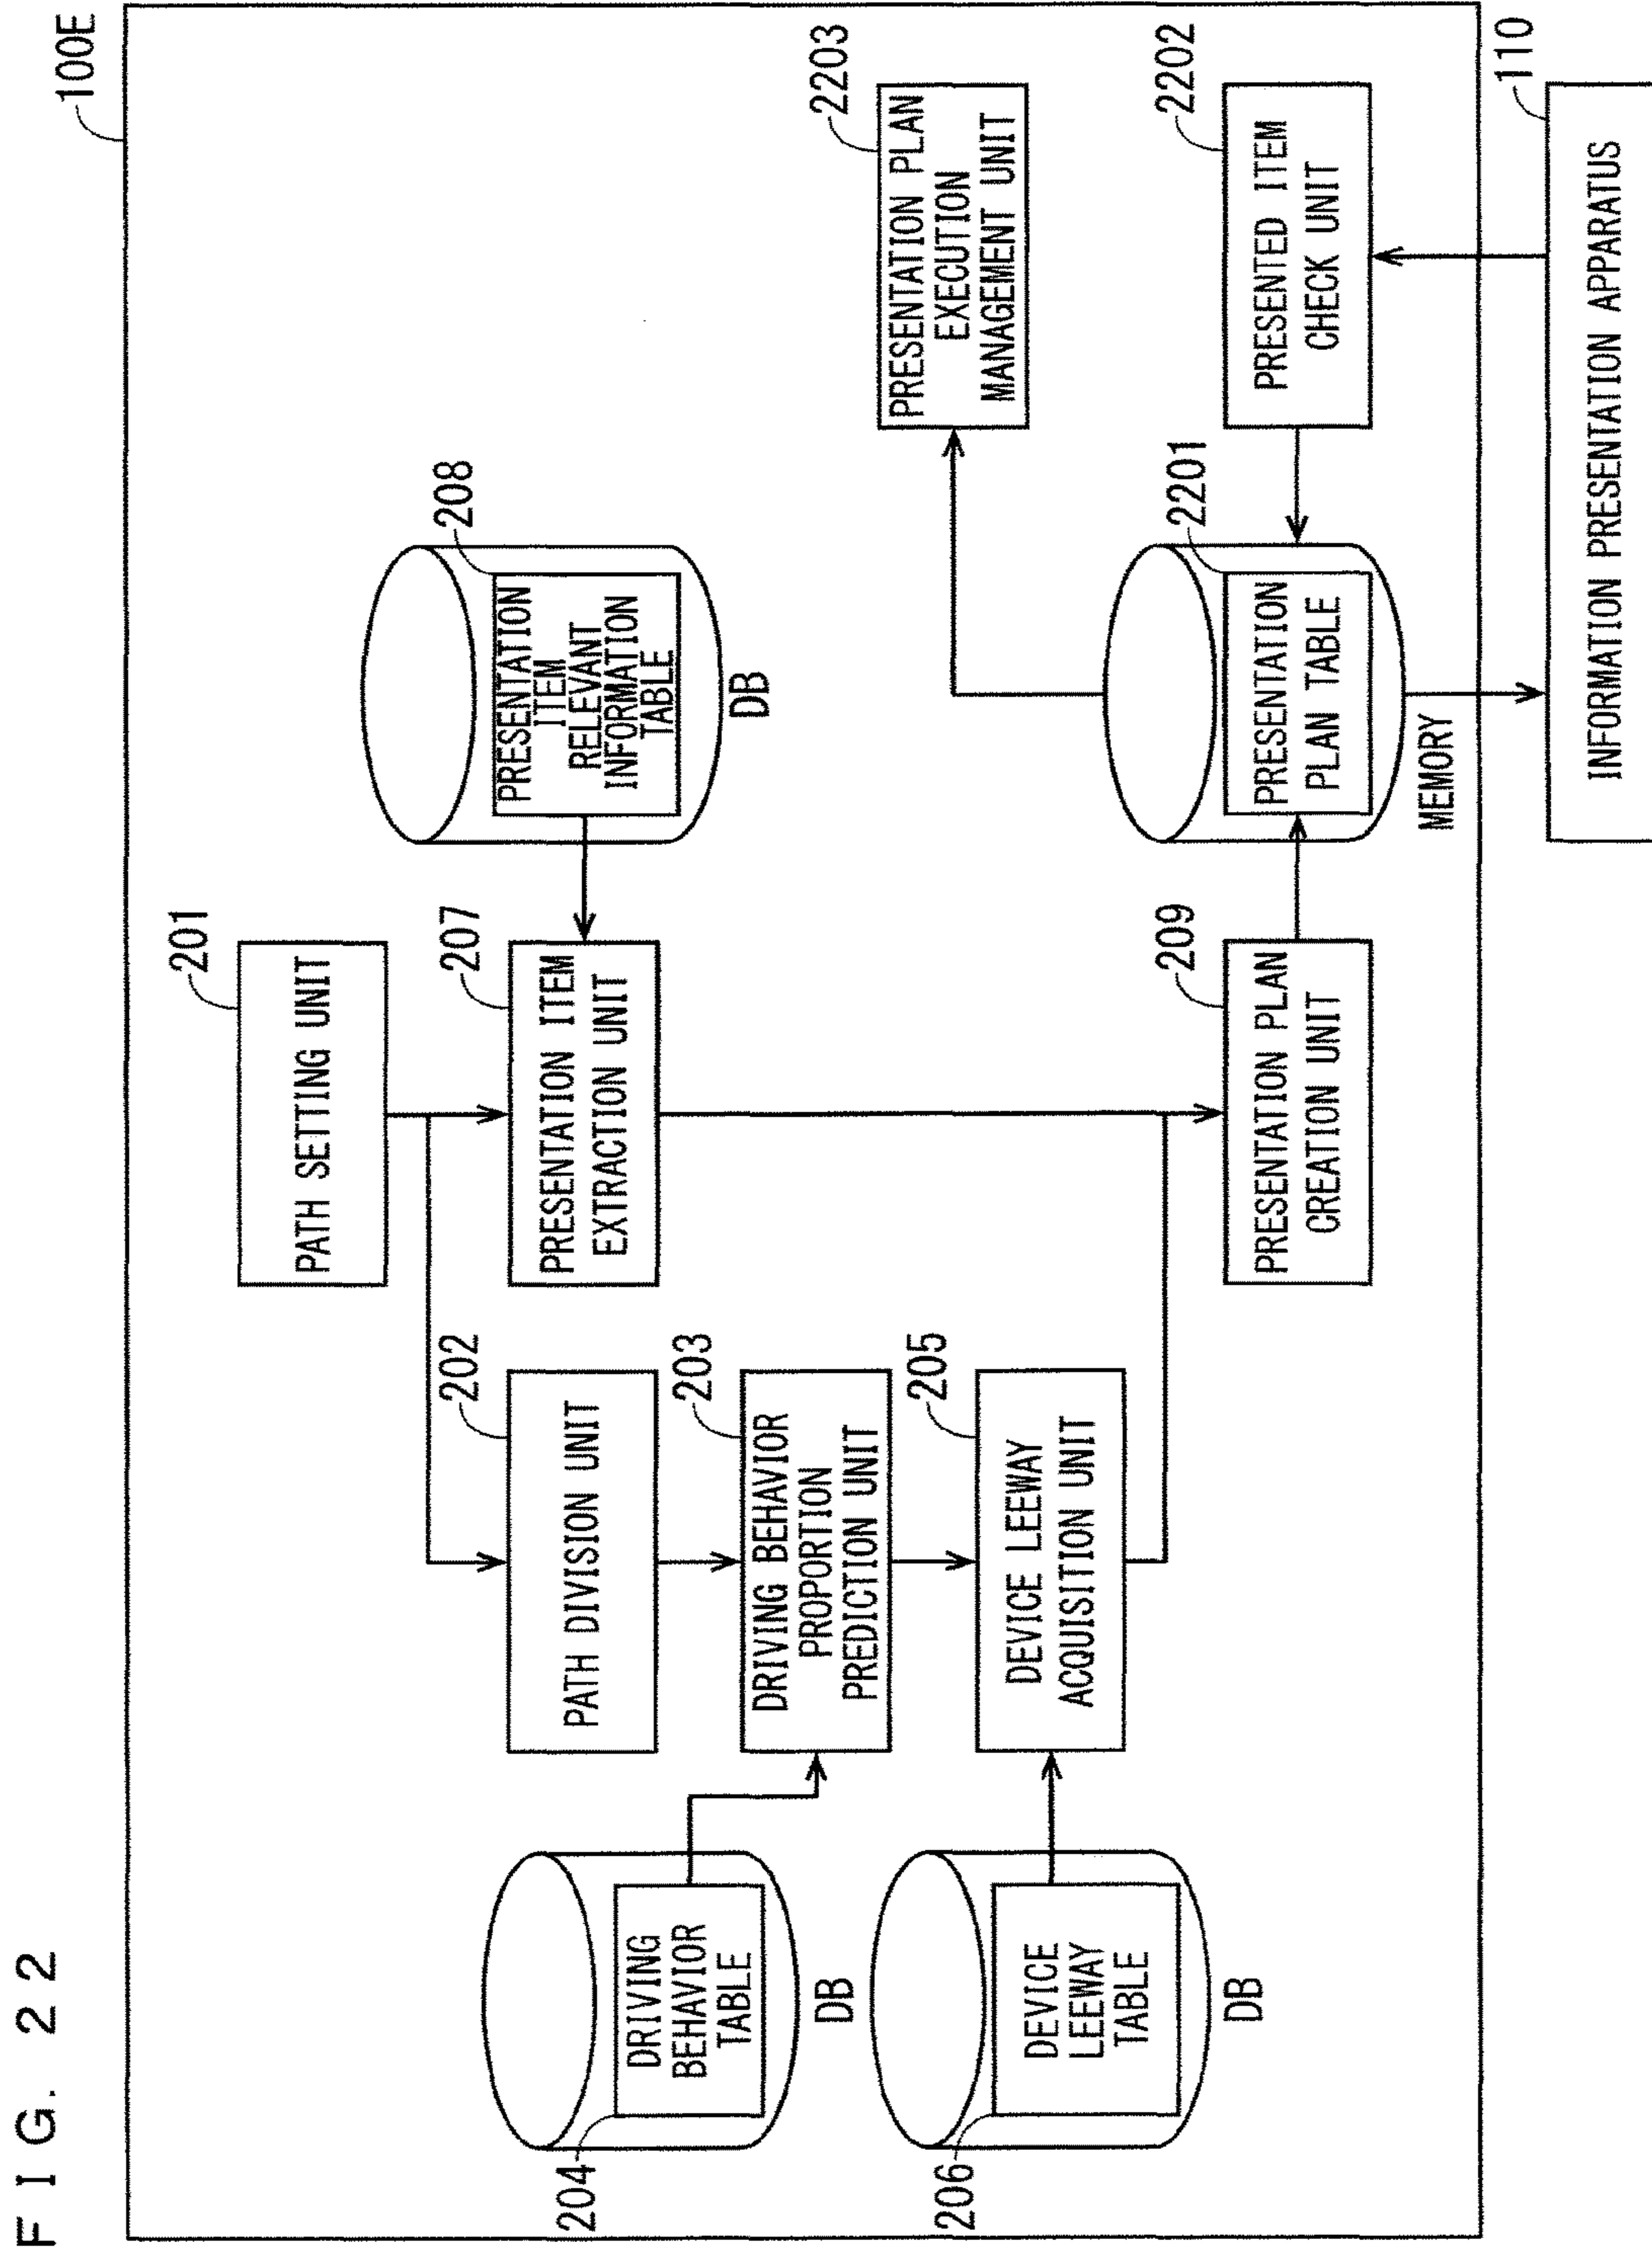 FIG. 22
100E
201
PATH SETTING UNIT
202
PATH DIVISION UNIT
207
PRESENTATION ITEM
EXTRACTION UNIT
208
PRESENTATION
ITEM
RELEVANT
INFORMATION
TABLE
DB
204
DRIVING
BEHAVIOR
TABLE
DB
203
DRIVING BEHAVIOR
PROPORTION
PREDICTION UNIT
2203
PRESENTATION PLAN
EXECUTION
MANAGEMENT UNIT
206
DEVICE
LEEWAY
TABLE
DB
205
DEVICE LEEWAY
ACQUISITION UNIT
209
PRESENTATION PLAN
CREATION UNIT
2201
PRESENTATION
PLAN TABLE
MEMORY
2202
PRESENTED ITEM
CHECK UNIT
110
INFORMATION PRESENTATION APPARATUS